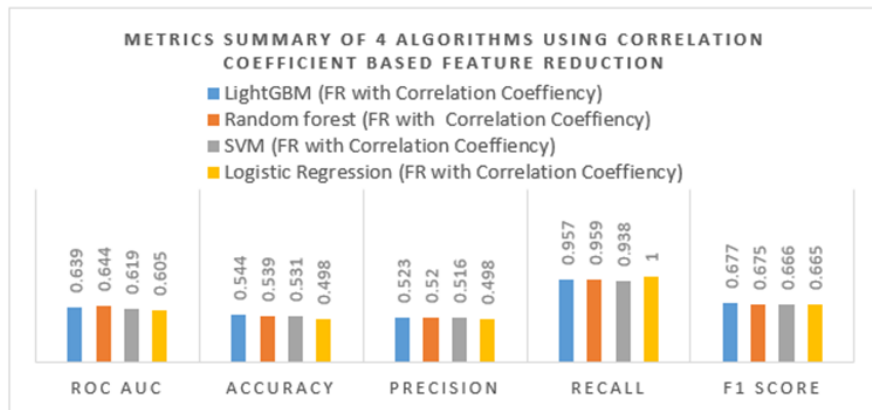 METRICS SUMMARY OF 4 ALGORITHMS USING CORRELATION
COEFFICIENT BASED FEATURE REDUCTION
LightGBM (FR with Correlation Coeffiency)
Random forest (FR with Correlation Coeffiency)
SVM (FR with Correlation Coeffiency)
Logistic Regression (FR with Correlation Coeffiency)
0.639
0.644
0.619
0.605
0.544
0.539
0.531
0.498
0.523
0.52
0.516
0.498
0.957
0.959
0.938
1
0.677
0.675
0.666
0.665
ROC AUC
ACCURACY
PRECISION
RECALL
F1 SCORE